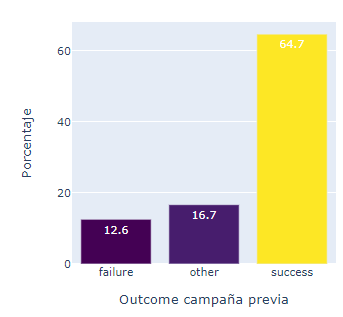 64.7
60
40
20
16.7
12.6
0
failure other success
Outcome campaña previa
Porcentaje